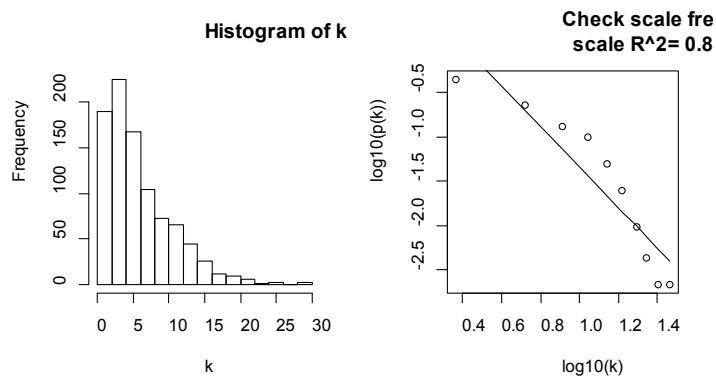 Histogram of k
Frequency
0 50 100 150 200
0 5 10 15 20 25 30
k
Check scale fre
scale R^2= 0.8
log10(p(k))
-2.5 -2.0 -1.5 -1.0 -0.5
0.4 0.6 0.8 1.0 1.2 1.4
log10(k)